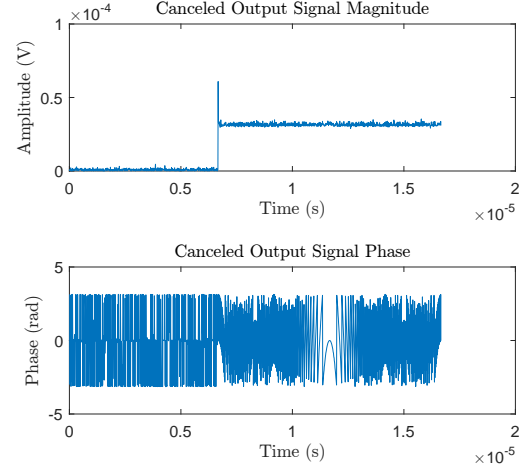 Canceled Output Signal Magnitude
×10⁻⁴
1
0.5
0
Amplitude (V)
0 0.5 1 1.5 2
Time (s)
×10⁻⁵
Canceled Output Signal Phase
5
0
-5
Phase (rad)
0 0.5 1 1.5 2
Time (s)
×10⁻⁵